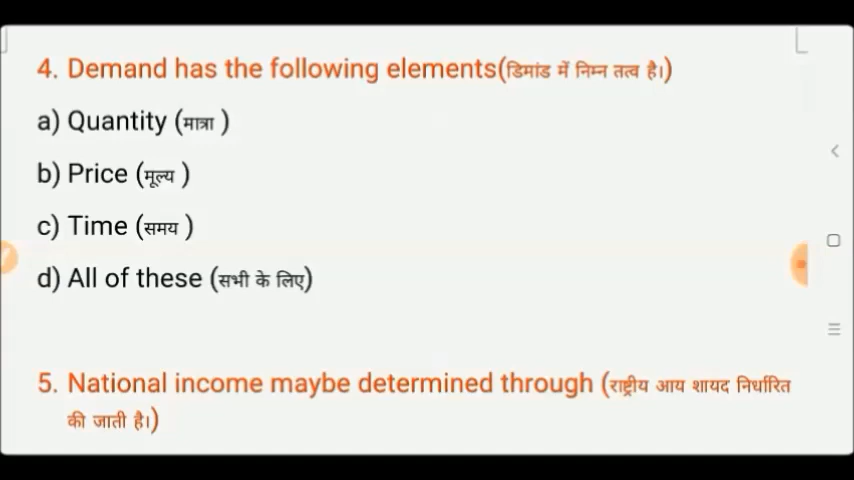 4. Demand has the following elements(डिमांड में निम्न तत्व है।)
a) Quantity (मात्रा )
b) Price (मूल्य )
c) Time (समय )
d) All of these (सभी के लिए)
5. National income maybe determined through (राष्ट्रीय आय शायद निर्धारित
की जाती है।)